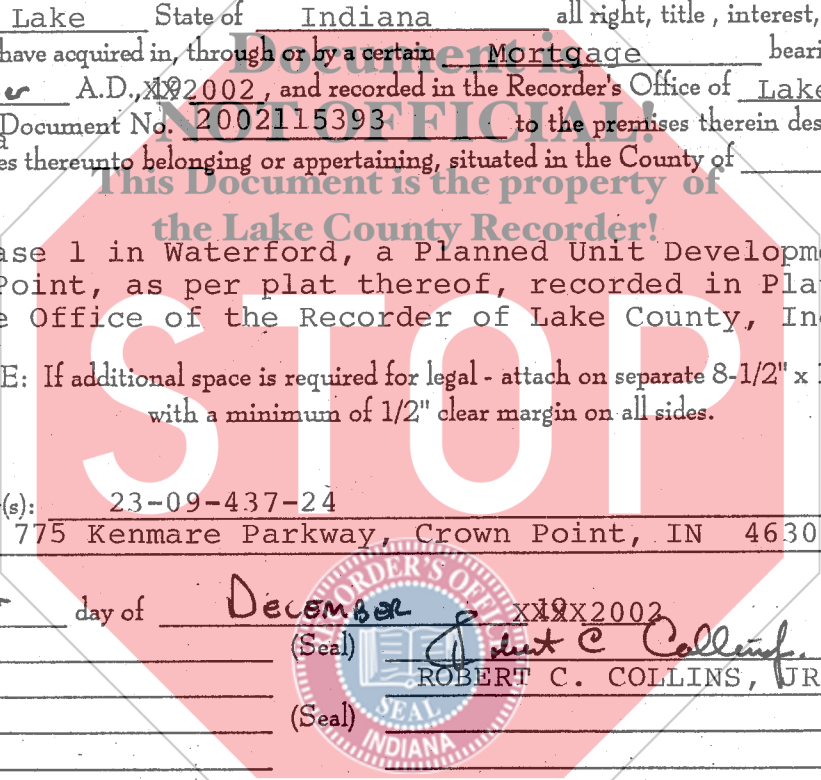 Lake State of Indiana all right, title , interest,
have acquired in, through or by a certain Mortgage beari
A.D., 2002, and recorded in the Recorder's Office of Lake
Document No. 2002115393 to the premises therein des
es thereunto belonging or appertaining, situated in the County of
Document is
NOT OFFICIAL!
This Document is the property of
the Lake County Recorder!
ase 1 in Waterford, a Planned Unit Developm
Point, as per plat thereof, recorded in Pla
e Office of the Recorder of Lake County, In
E: If additional space is required for legal - attach on separate 8-1/2" x 1
with a minimum of 1/2" clear margin on all sides.
STOP
(s): 23-09-437-24
775 Kenmare Parkway, Crown Point, IN 4630
day of December 2002
(Seal) Robert C Collins Jr.
ROBERT C. COLLINS, JR
(Seal)
RECORDER'S OFFICE
SEAL
INDIANA